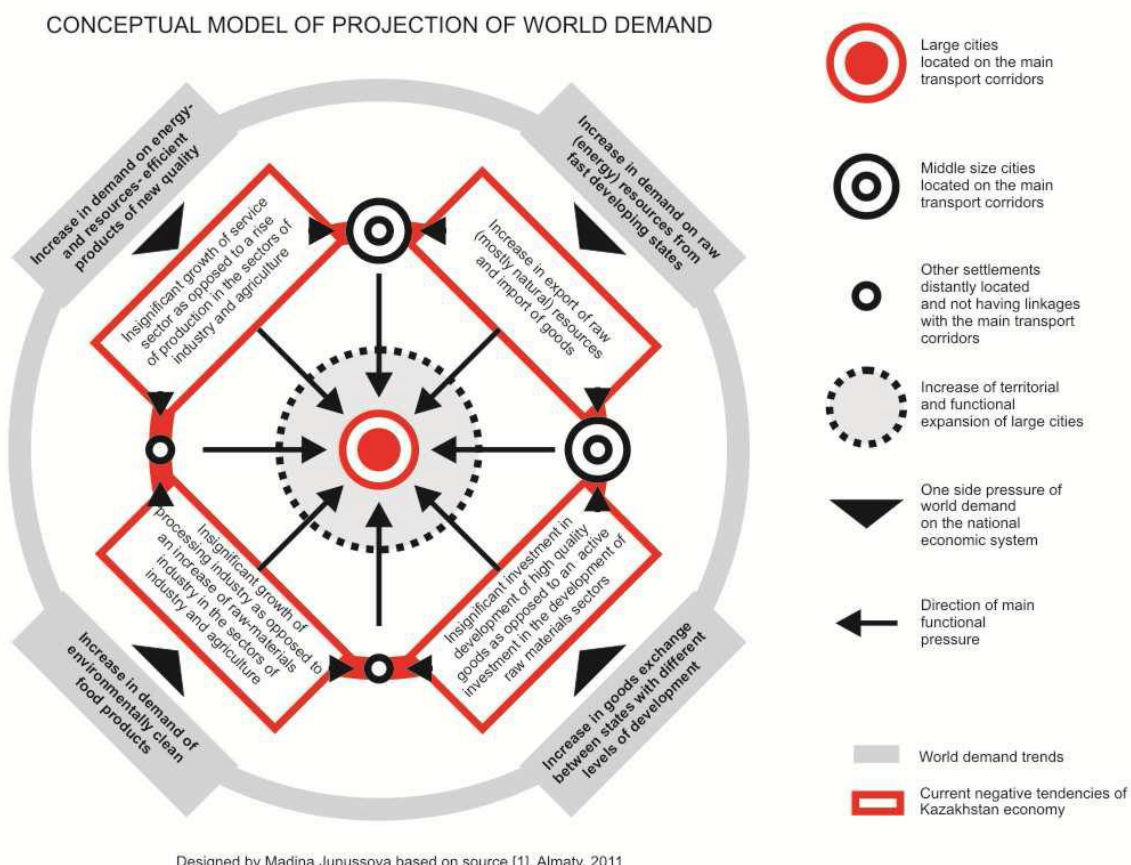 CONCEPTUAL MODEL OF PROJECTION OF WORLD DEMAND
Increase in demand on energy-
and resources- efficient
products of new quality
Increase in demand on raw
(energy) resources from
fast developing states
Insignificant growth of service
sector as opposed to a rise
of production in the sectors of
industry and agriculture
Increase in export of raw
(mostly natural) resources
and import of goods
Insignificant growth of
processing industry as opposed to
an increase of raw-materials
industry in the sectors of
industry and agriculture
Insignificant investment in
development of high quality
goods as opposed to an active
investment in the development of
raw materials sectors
Increase in demand of
environmentally clean
food products
Increase in goods exchange
between states with different
levels of development
Large cities
located on the main
transport corridors
Middle size cities
located on the main
transport corridors
Other settlements
distantly located
and not having linkages
with the main transport
corridors
Increase of territorial
and functional
expansion of large cities
One side pressure of
world demand
on the national
economic system
Direction of main
functional
pressure
World demand trends
Current negative tendencies of
Kazakhstan economy
Designed by Madina Junussova based on source [1], Almaty, 2011